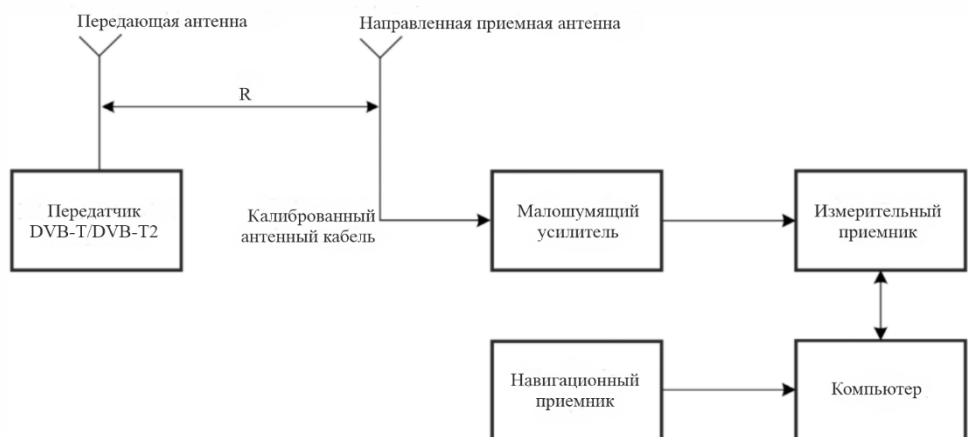 Передающая антенна
Направленная приемная антенна
R
Передатчик
DVB-T/DVB-T2
Калиброванный
антенный кабель
Малошумящий
усилитель
Измерительный
приемник
Навигационный
приемник
Компьютер